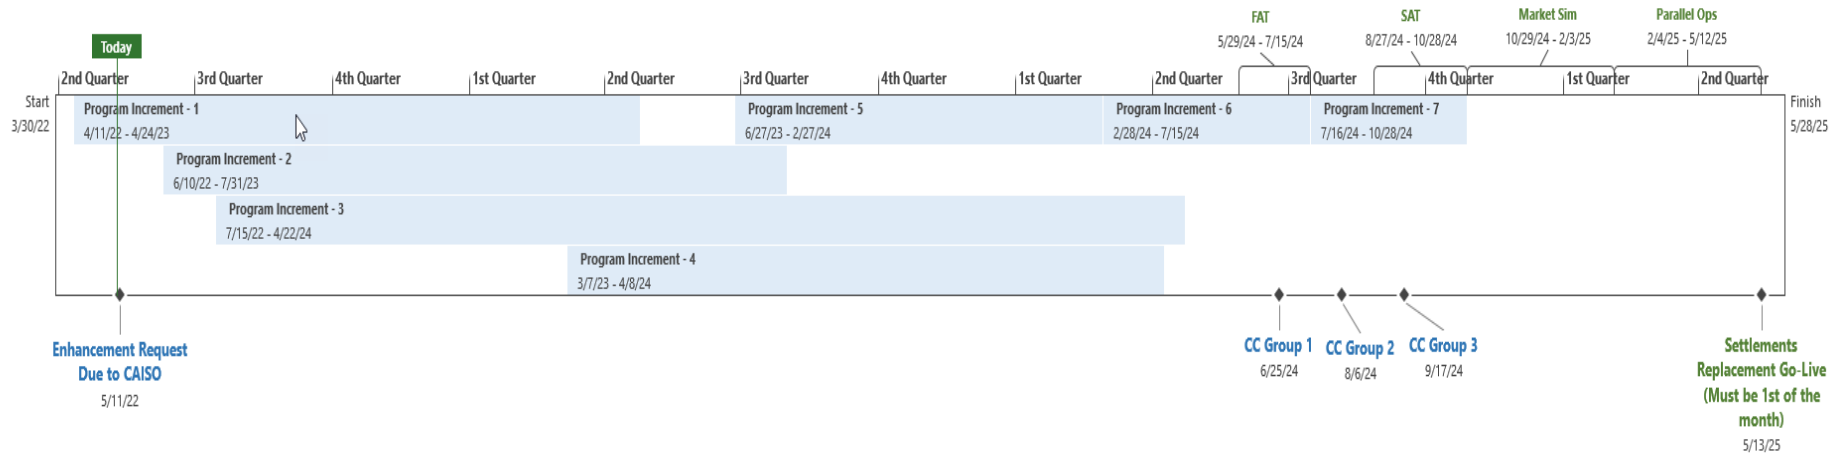 FAT
5/29/24 - 7/15/24
SAT
8/27/24 - 10/28/24
Market Sim
10/29/24 - 2/3/25
Parallel Ops
2/4/25 - 5/12/25
Today
2nd Quarter
3rd Quarter
4th Quarter
1st Quarter
2nd Quarter
3rd Quarter
4th Quarter
1st Quarter
2nd Quarter
3rd Quarter
4th Quarter
1st Quarter
2nd Quarter
Start
3/30/22
Finish
5/28/25
Program Increment - 1
4/11/22 - 4/24/23
Program Increment - 5
6/27/23 - 2/27/24
Program Increment - 6
2/28/24 - 7/15/24
Program Increment - 7
7/16/24 - 10/28/24
Program Increment - 2
6/10/22 - 7/31/23
Program Increment - 3
7/15/22 - 4/22/24
Program Increment - 4
3/7/23 - 4/8/24
Enhancement Request
Due to CAISO
5/11/22
CC Group 1
6/25/24
CC Group 2
8/6/24
CC Group 3
9/17/24
Settlements
Replacement Go-Live
(Must be 1st of the
month)
5/13/25